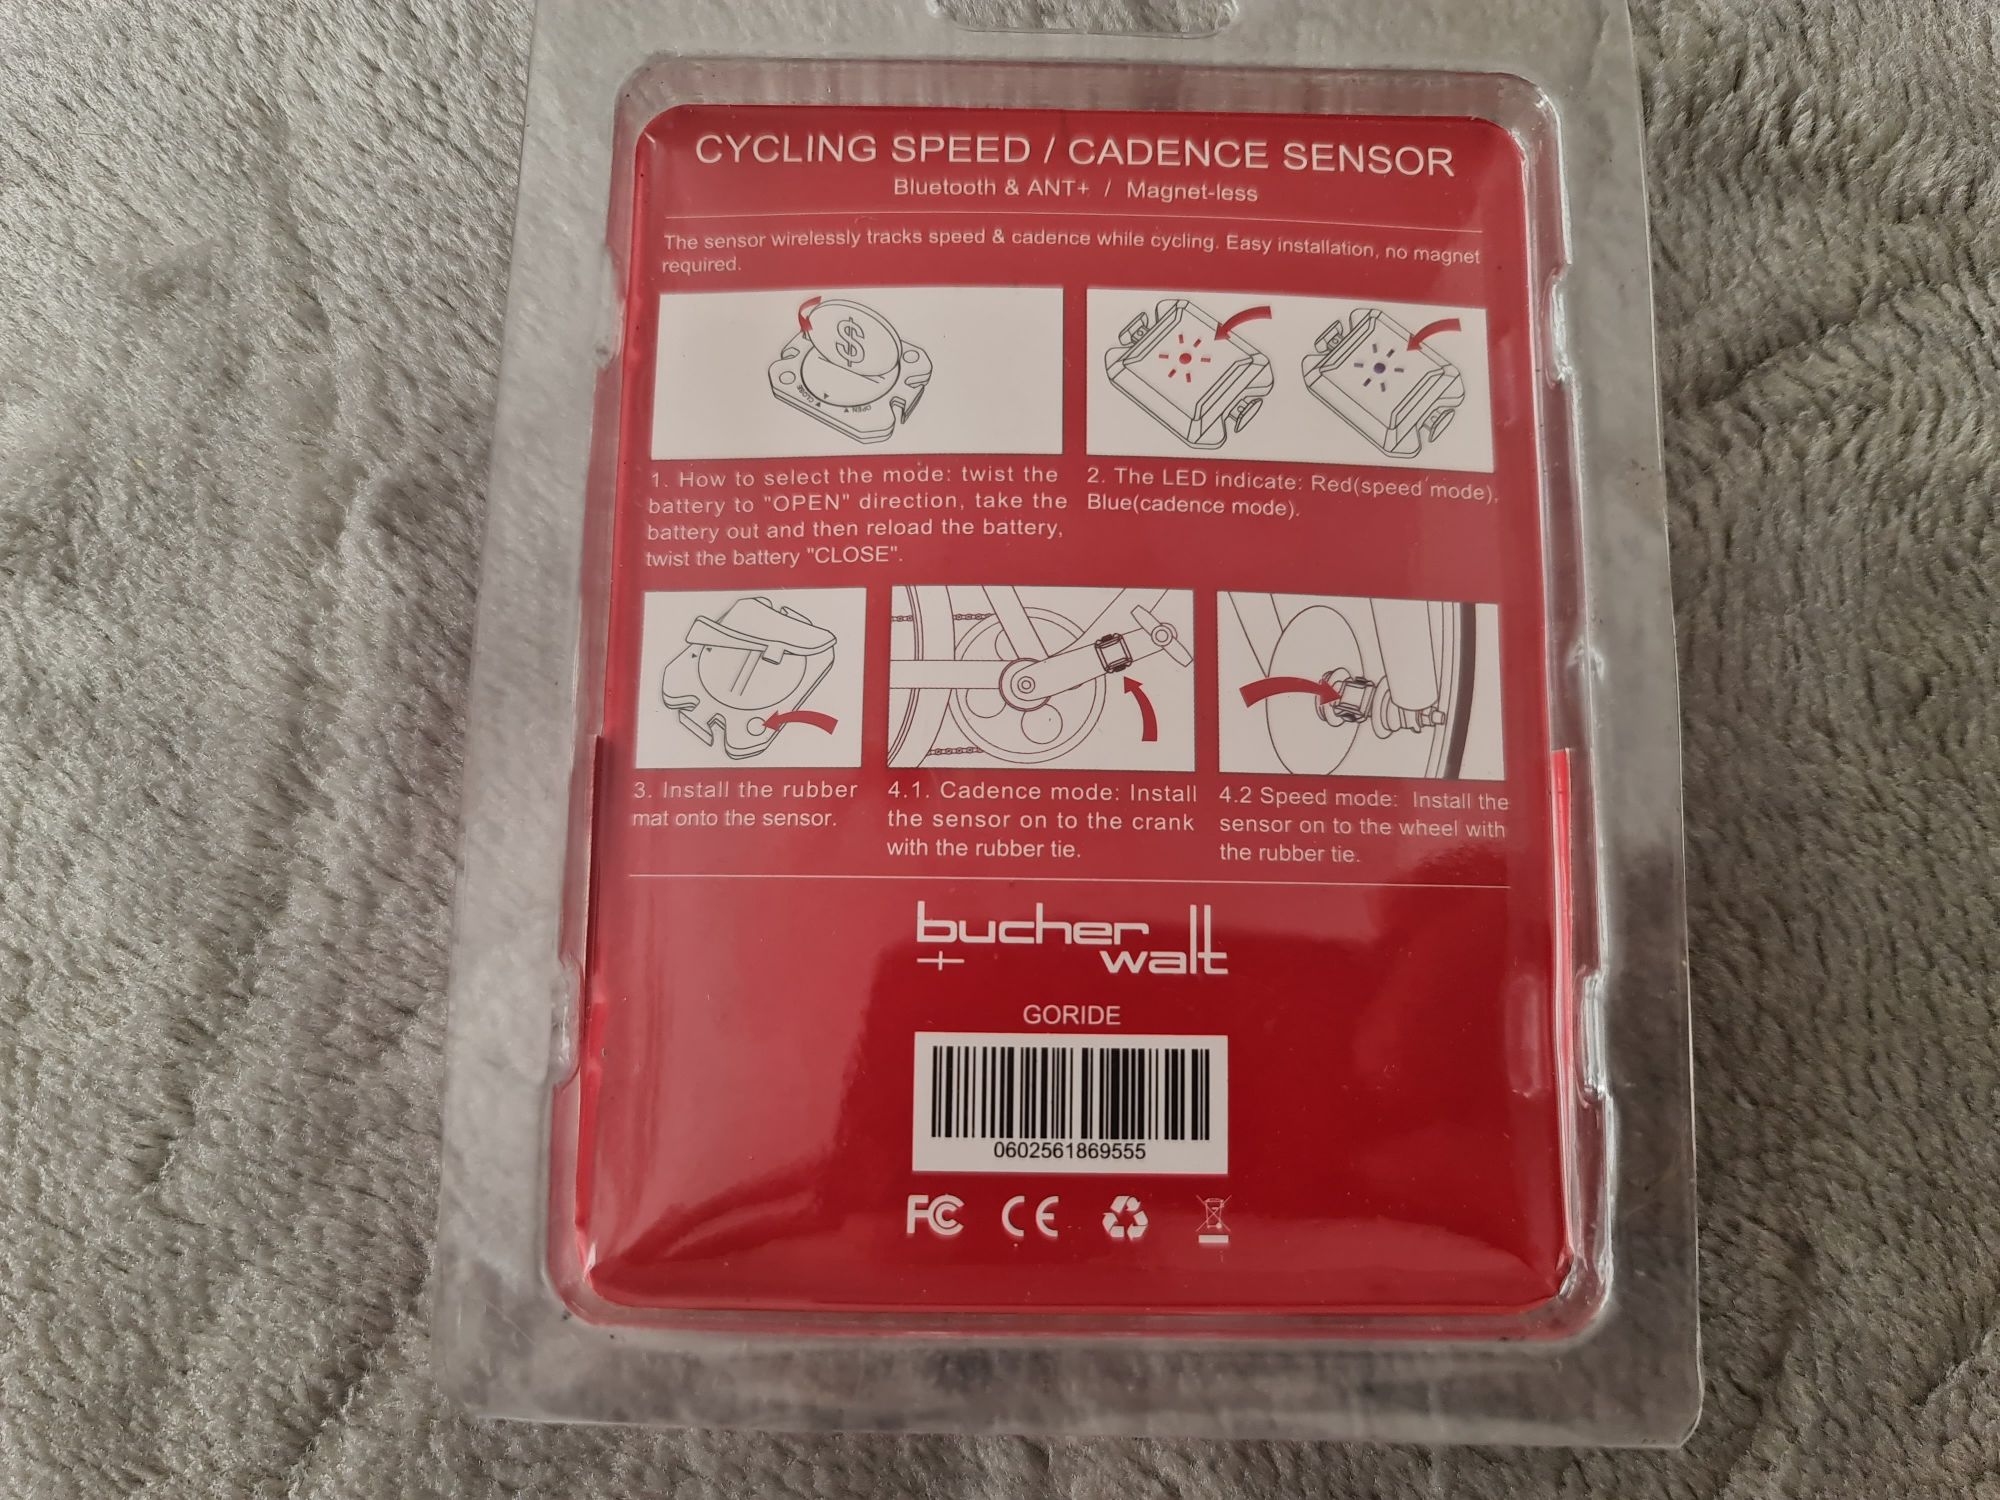 CYCLING SPEED / CADENCE SENSOR
Bluetooth & ANT+ / Magnet-less
The sensor wirelessly tracks speed & cadence while cycling. Easy installation, no magnet
required.
$
CLOSE
OPEN
1. How to select the mode: twist the
battery to "OPEN" direction, take the
battery out and then reload the battery,
twist the battery "CLOSE".
2. The LED indicate: Red(speed mode),
Blue(cadence mode).
3. Install the rubber
mat onto the sensor.
4.1. Cadence mode: Install
the sensor on to the crank
with the rubber tie.
4.2 Speed mode: Install the
sensor on to the wheel with
the rubber tie.
bucher
+ walt
GORIDE
0602561869555
FC CE